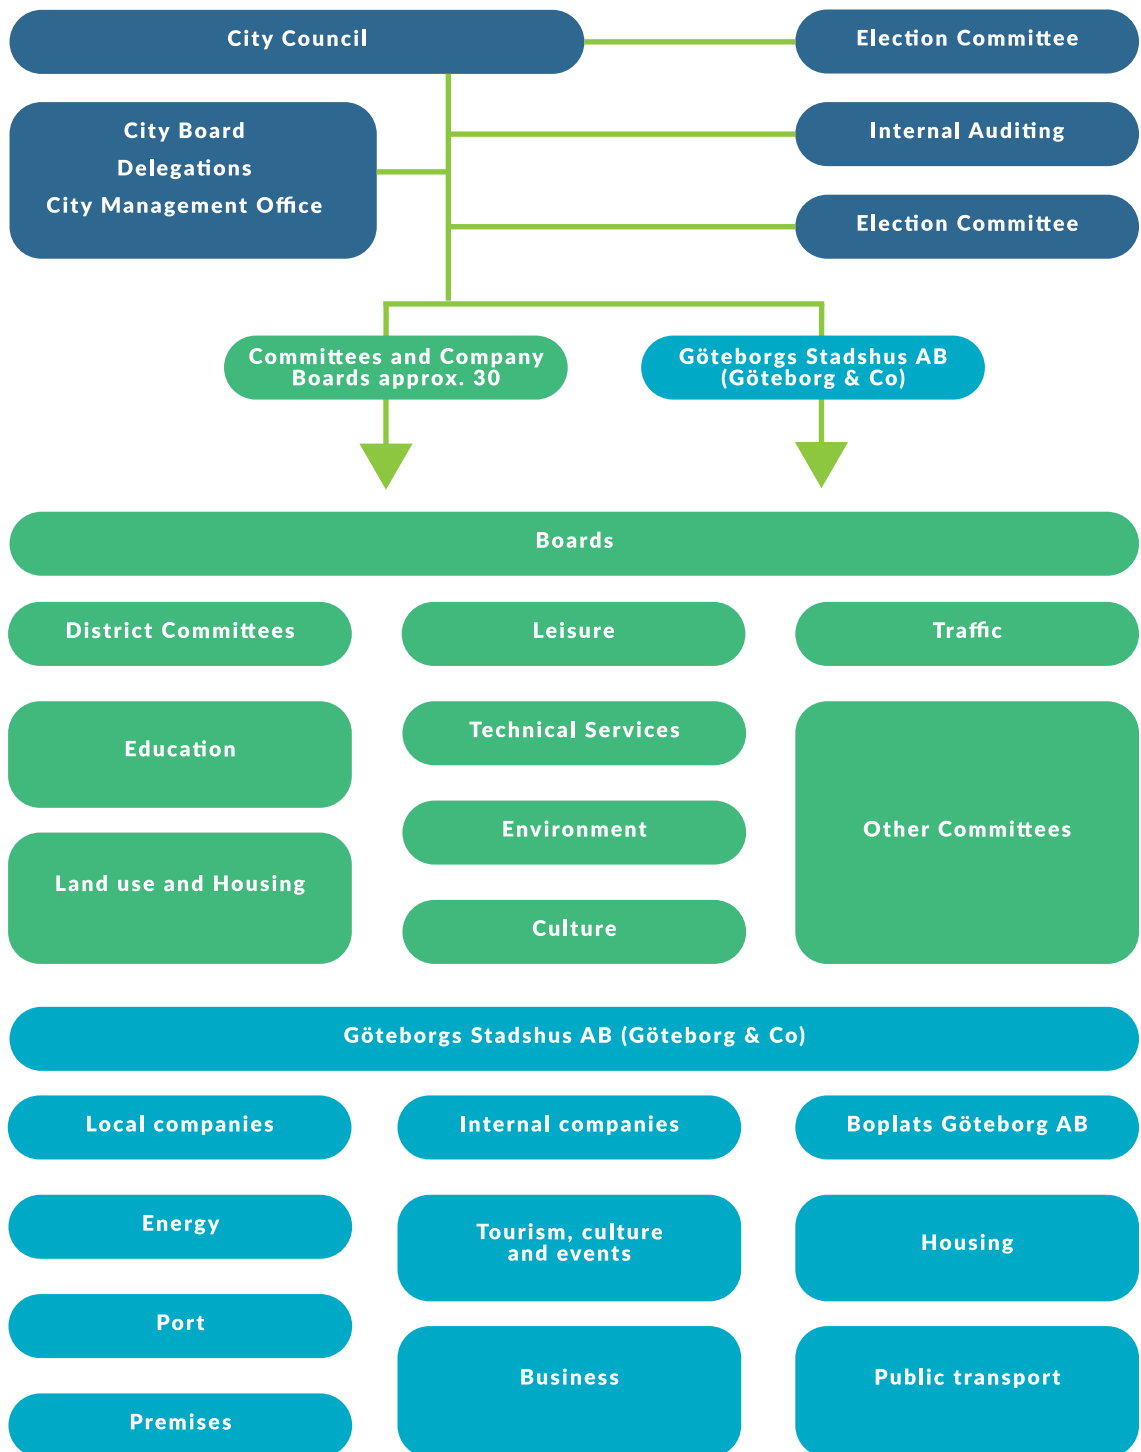 City Council
Election Committee
City Board
Delegations
City Management Office
Internal Auditing
Election Committee
Committees and Company
Boards approx. 30
Göteborgs Stadshus AB
(Göteborg & Co)
Boards
District Committees
Leisure
Traffic
Education
Technical Services
Other Committees
Land use and Housing
Environment
Culture
Göteborgs Stadshus AB (Göteborg & Co)
Local companies
Internal companies
Boplats Göteborg AB
Energy
Tourism, culture
and events
Housing
Port
Business
Public transport
Premises